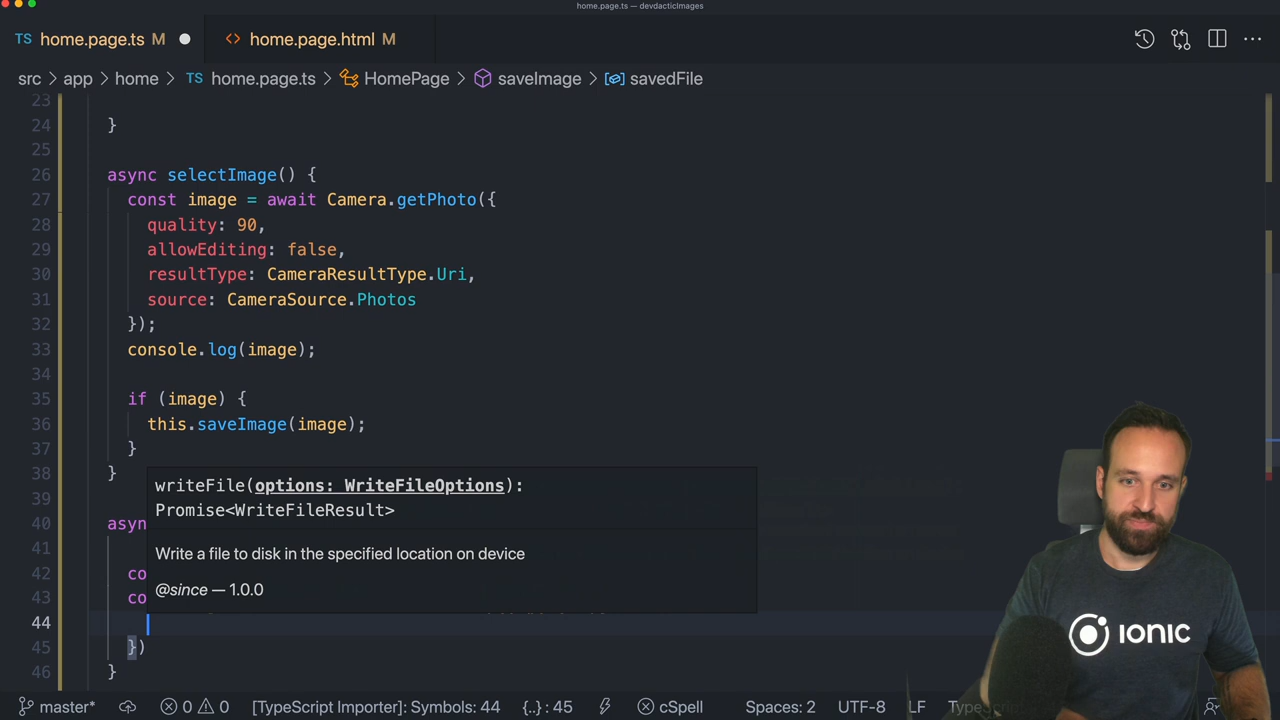 home.page.ts — devdacticImages
TS home.page.ts M
<> home.page.html M
src > app > home > TS home.page.ts > HomePage > saveImage > savedFile
23
24 }
25
26 async selectImage() {
27 const image = await Camera.getPhoto({
28 quality: 90,
29 allowEditing: false,
30 resultType: CameraResultType.Uri,
31 source: CameraSource.Photos
32 });
33 console.log(image);
34
35 if (image) {
36 this.saveImage(image);
37 }
38 }
writeFile(options: WriteFileOptions):
39
Promise<WriteFileResult>
40 asyn
41
Write a file to disk in the specified location on device
42 co
@since — 1.0.0
43 co
44
45 })
46 }
IONIC
master* 0 0 [TypeScript Importer]: Symbols: 44 {..} : 45 cSpell Spaces: 2 UTF-8 LF